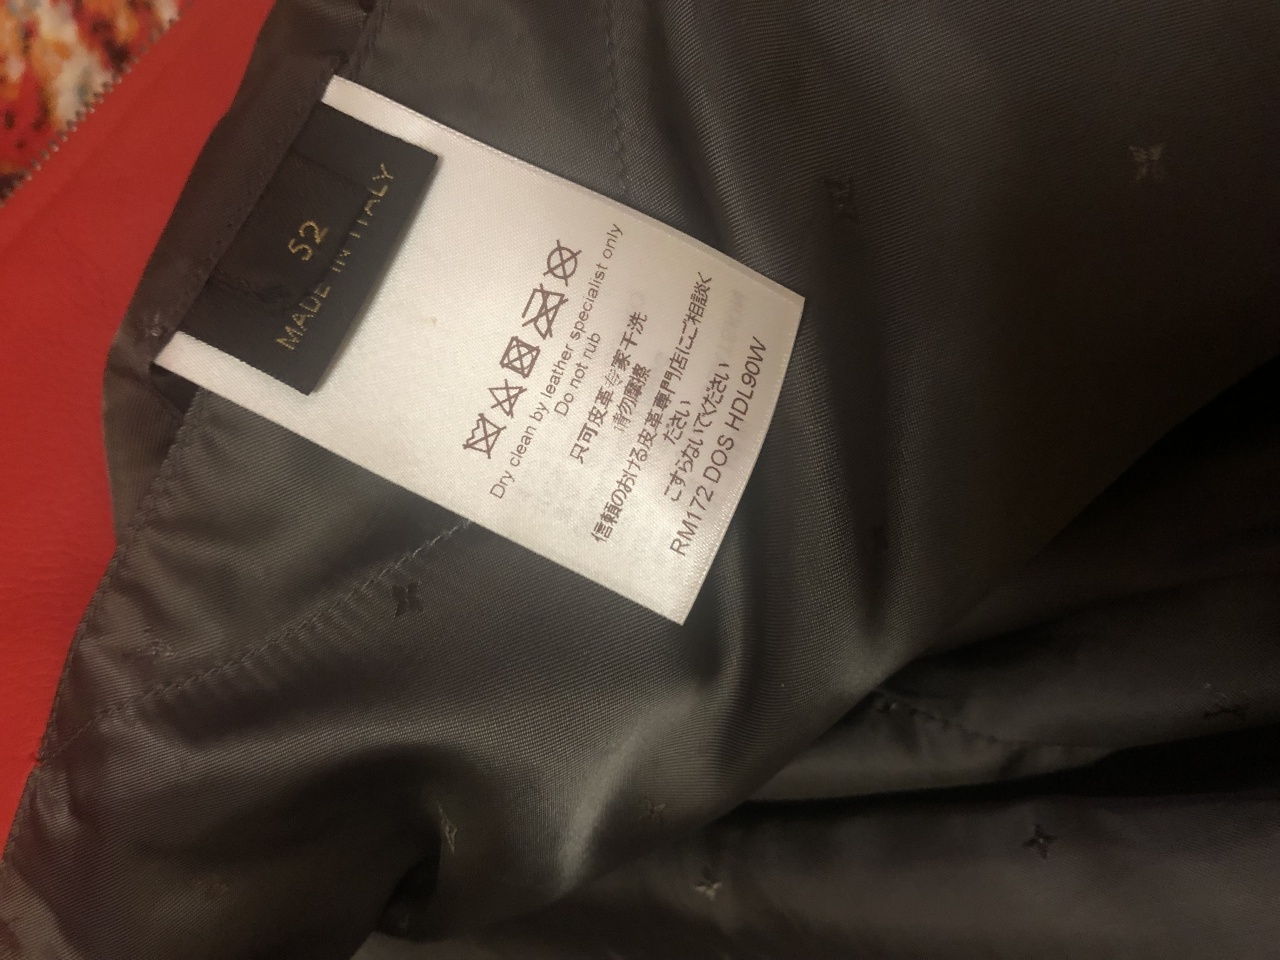 52
MADE IN ITALY
Dry clean by leather specialist only
Do not rub
只可皮革专家干洗
请勿摩擦
信頼のおける皮革専門店にご相談く
ださい
こすらないでください
RM172 DOS HDL90W